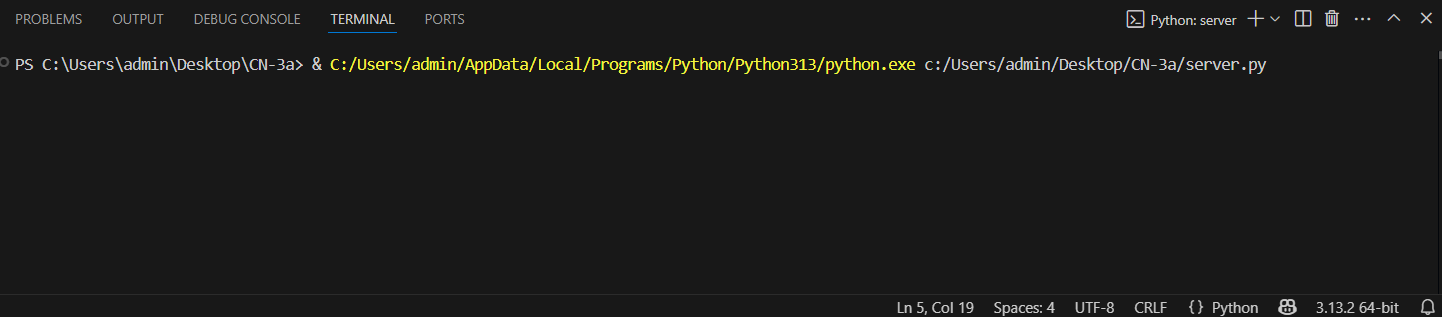 PROBLEMS OUTPUT DEBUG CONSOLE TERMINAL PORTS Python: server
PS C:\Users\admin\Desktop\CN-3a> & C:/Users/admin/AppData/Local/Programs/Python/Python313/python.exe c:/Users/admin/Desktop/CN-3a/server.py
Ln 5, Col 19 Spaces: 4 UTF-8 CRLF {} Python 3.13.2 64-bit